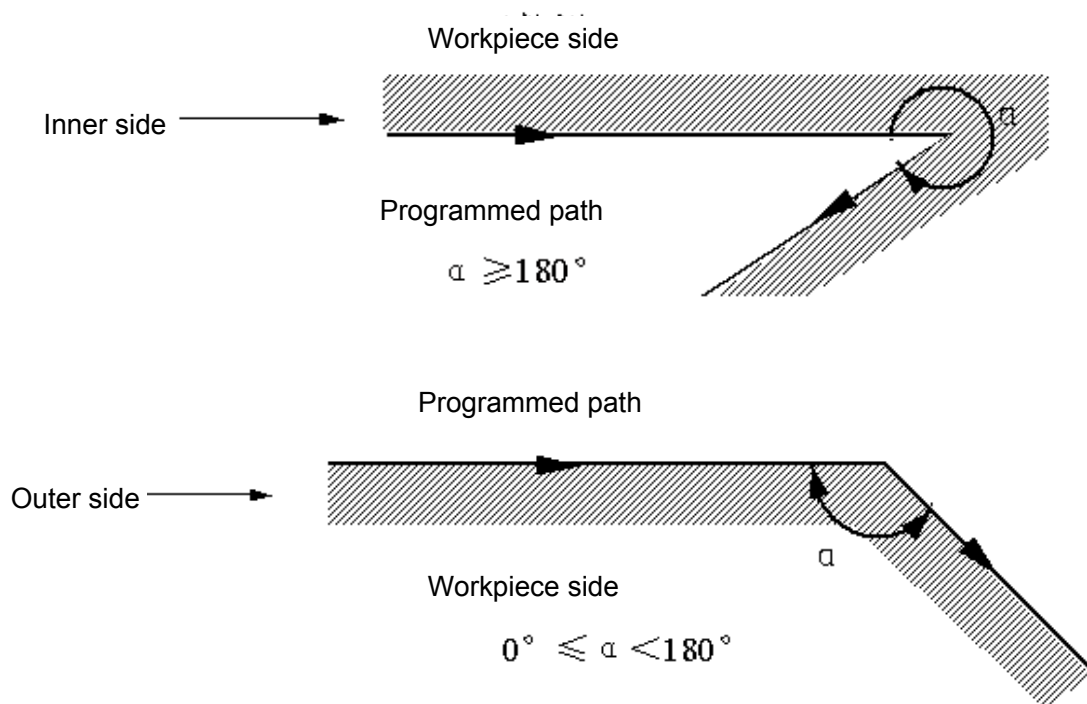 Workpiece side
Inner side
α
Programmed path
α ≥180°
Programmed path
Outer side
α
Workpiece side
0° ≤ α <180°